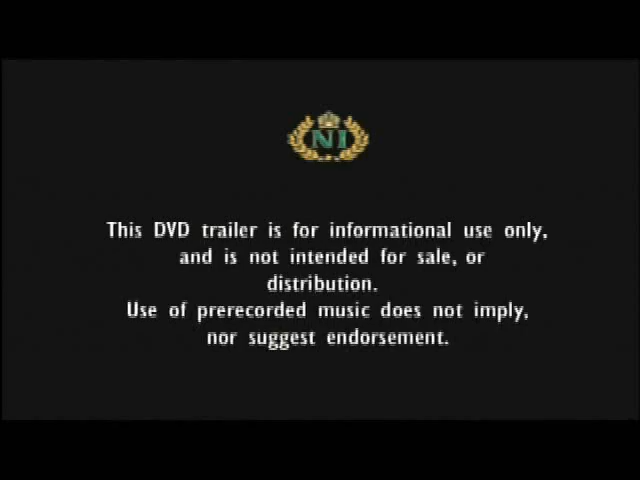 NI
This DVD trailer is for informational use only,
and is not intended for sale, or
distribution.
Use of prerecorded music does not imply,
nor suggest endorsement.